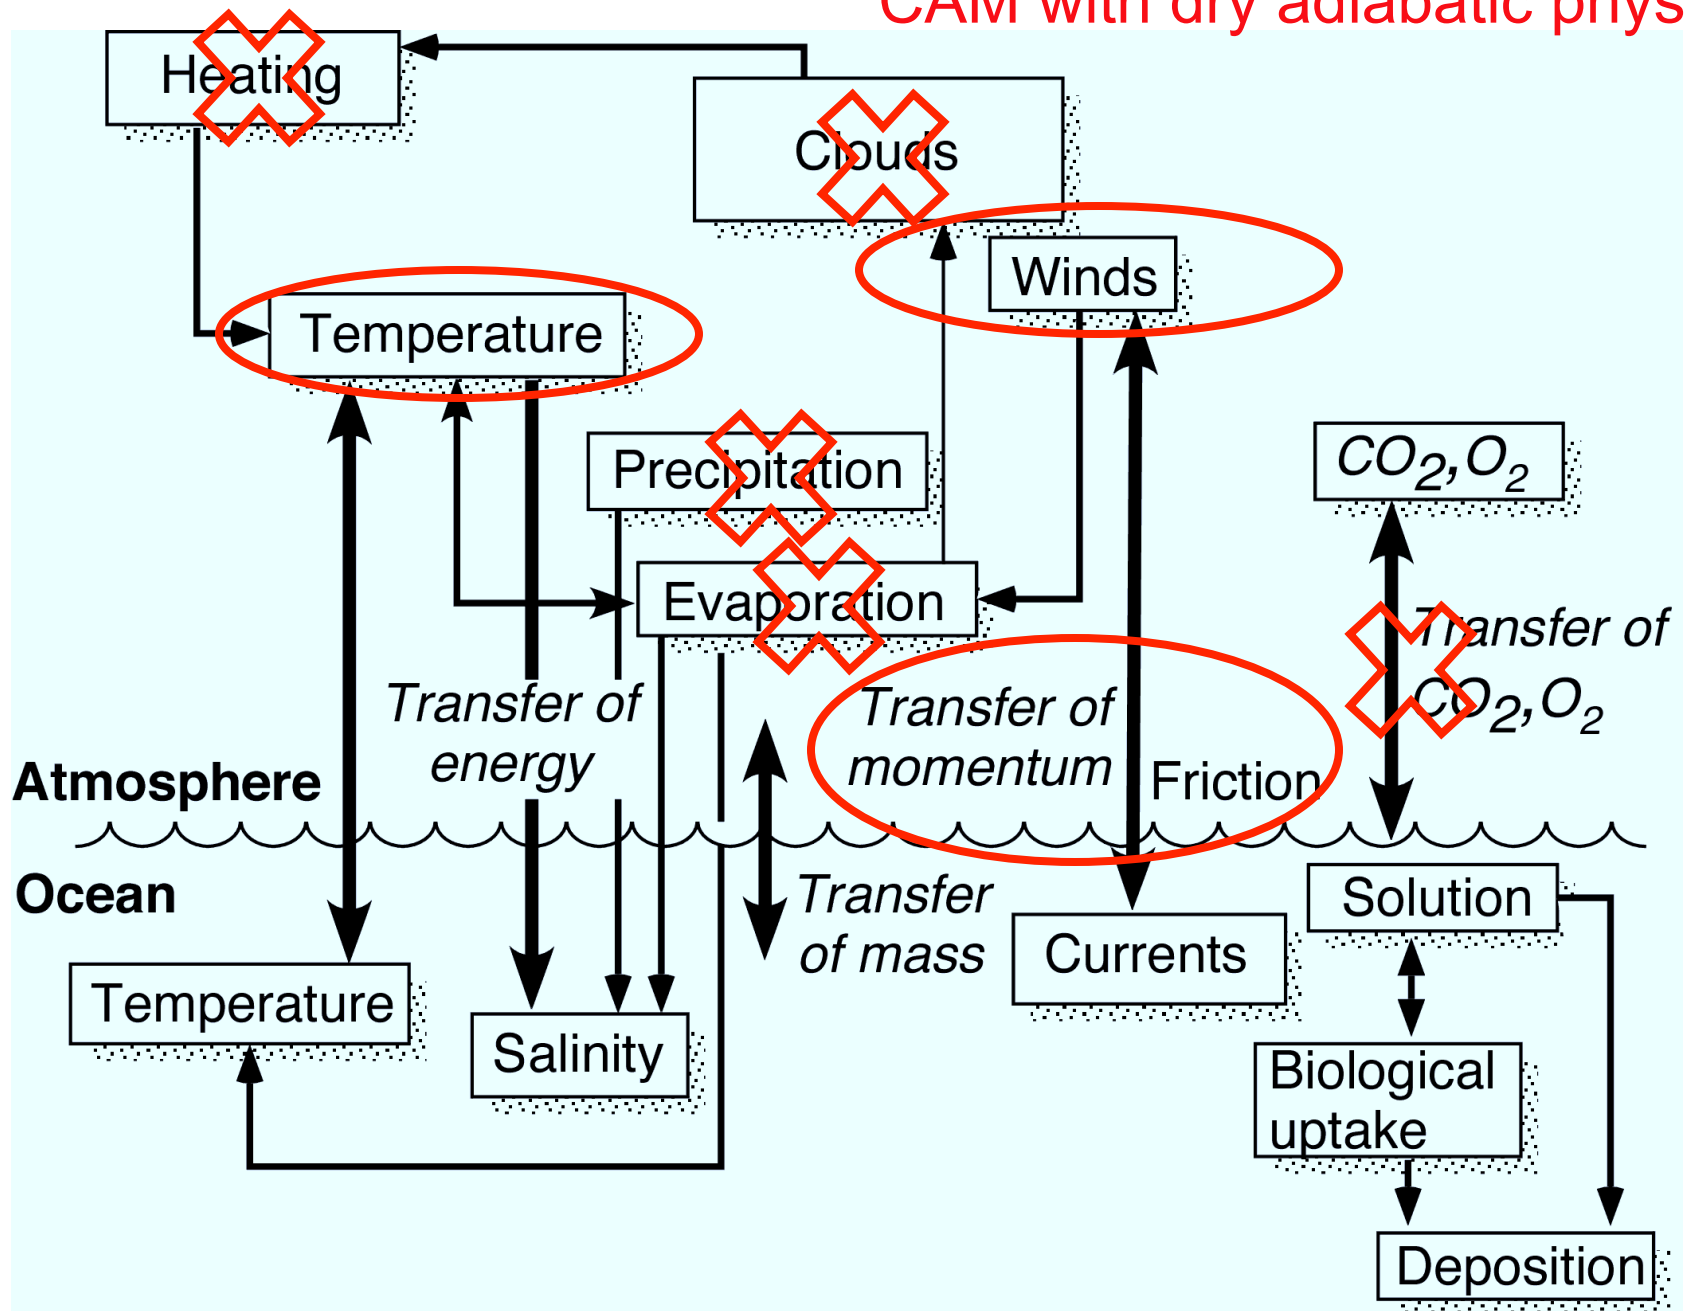 CAM with dry adiabatic phys
Heating
Clouds
Winds
Temperature
Precipitation
CO2,O2
Evaporation
Transfer of
CO2,O2
Transfer of
energy
Transfer of
momentum
Friction
Atmosphere
Ocean
Transfer
of mass
Solution
Currents
Temperature
Salinity
Biological
uptake
Deposition